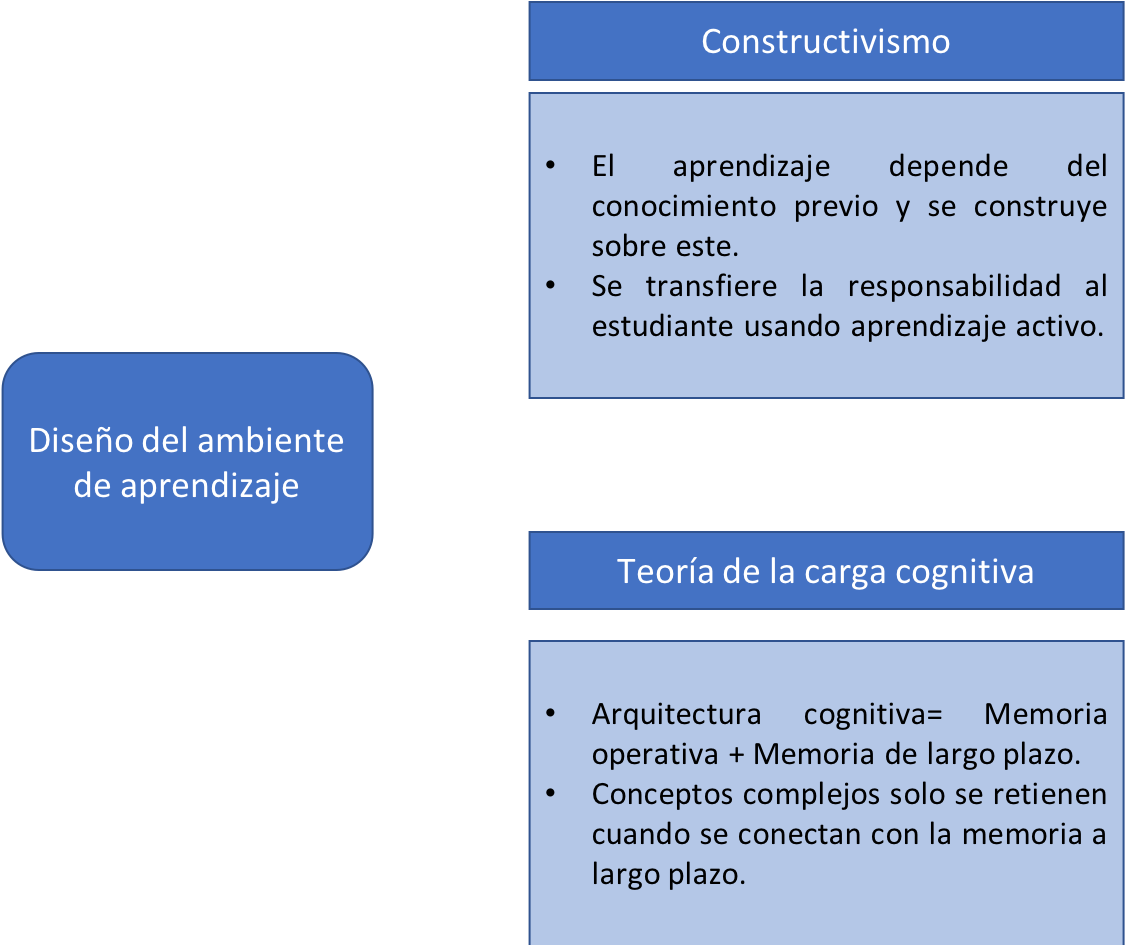 Constructivismo
• El aprendizaje depende del
conocimiento previo y se construye
sobre este.
• Se transfiere la responsabilidad al
estudiante usando aprendizaje activo.
Diseño del ambiente
de aprendizaje
Teoría de la carga cognitiva
• Arquitectura cognitiva= Memoria
operativa + Memoria de largo plazo.
• Conceptos complejos solo se retienen
cuando se conectan con la memoria a
largo plazo.